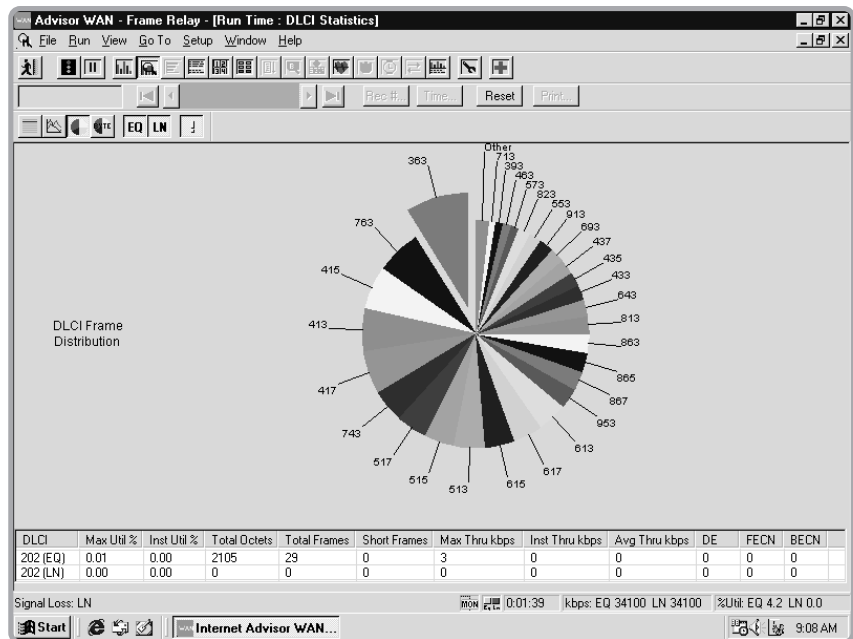 WAN Advisor WAN - Frame Relay - [Run Time : DLCI Statistics]
File Run View Go To Setup Window Help
Rec #... Time... Reset Print...
TC EQ LN
DLCI Frame
Distribution
Other
713
393
463
573
823
553
913
693
437
435
433
643
813
863
865
867
953
613
617
615
513
515
517
743
417
413
415
763
363
DLCI Max Util % Inst Util % Total Octets Total Frames Short Frames Max Thru kbps Inst Thru kbps Avg Thru kbps DE FECN BECN
202 (EQ) 0.01 0.00 2105 29 0 3 0 0 0 0 0
202 (LN) 0.00 0.00 0 0 0 0 0 0 0 0 0
Signal Loss: LN MON 0:01:39 kbps: EQ 34100 LN 34100 %Util: EQ 4.2 LN 0.0
Start Internet Advisor WAN... 9:08 AM